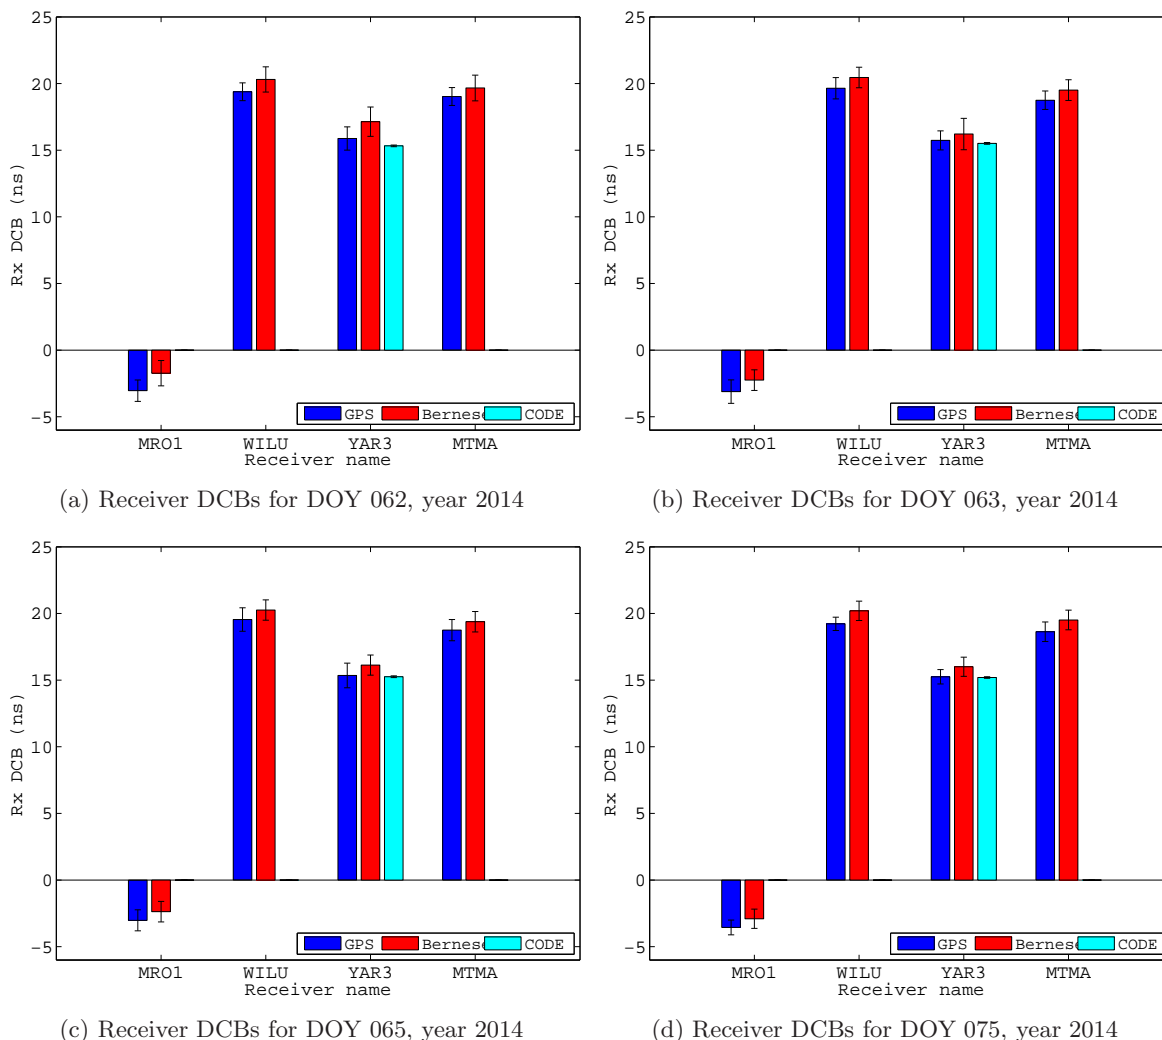 25
20
15
10
5
0
−5
Rx DCB (ns)
GPS Bernese CODE
MRO1 WILU YAR3 MTMA
Receiver name
(a) Receiver DCBs for DOY 062, year 2014
25
20
15
10
5
0
−5
Rx DCB (ns)
GPS Bernese CODE
MRO1 WILU YAR3 MTMA
Receiver name
(b) Receiver DCBs for DOY 063, year 2014
25
20
15
10
5
0
−5
Rx DCB (ns)
GPS Bernese CODE
MRO1 WILU YAR3 MTMA
Receiver name
(c) Receiver DCBs for DOY 065, year 2014
25
20
15
10
5
0
−5
Rx DCB (ns)
GPS Bernese CODE
MRO1 WILU YAR3 MTMA
Receiver name
(d) Receiver DCBs for DOY 075, year 2014